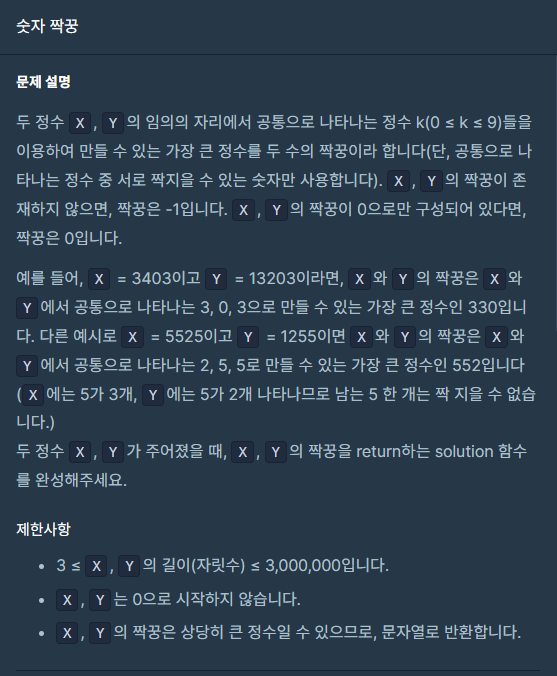 숫자 짝꿍
문제 설명
두 정수 X, Y의 임의의 자리에서 공통으로 나타나는 정수 k(0 ≤ k ≤ 9)들을
이용하여 만들 수 있는 가장 큰 정수를 두 수의 짝꿍이라 합니다(단, 공통으로 나
타나는 정수 중 서로 짝지을 수 있는 숫자만 사용합니다). X, Y의 짝꿍이 존
재하지 않으면, 짝꿍은 -1입니다. X, Y의 짝꿍이 0으로만 구성되어 있다면,
짝꿍은 0입니다.
예를 들어, X = 3403이고 Y = 13203이라면, X와 Y의 짝꿍은 X와
Y에서 공통으로 나타나는 3, 0, 3으로 만들 수 있는 가장 큰 정수인 330입니
다. 다른 예시로 X = 5525이고 Y = 1255이면 X와 Y의 짝꿍은 X와
Y에서 공통으로 나타나는 2, 5, 5로 만들 수 있는 가장 큰 정수인 552입니다
(X에는 5가 3개, Y에는 5가 2개 나타나므로 남는 5 한 개는 짝 지을 수 없습
니다.)
두 정수 X, Y가 주어졌을 때, X, Y의 짝꿍을 return하는 solution 함수
를 완성해주세요.
제한사항
• 3 ≤ X, Y의 길이(자릿수) ≤ 3,000,000입니다.
• X, Y는 0으로 시작하지 않습니다.
• X, Y의 짝꿍은 상당히 큰 정수일 수 있으므로, 문자열로 반환합니다.